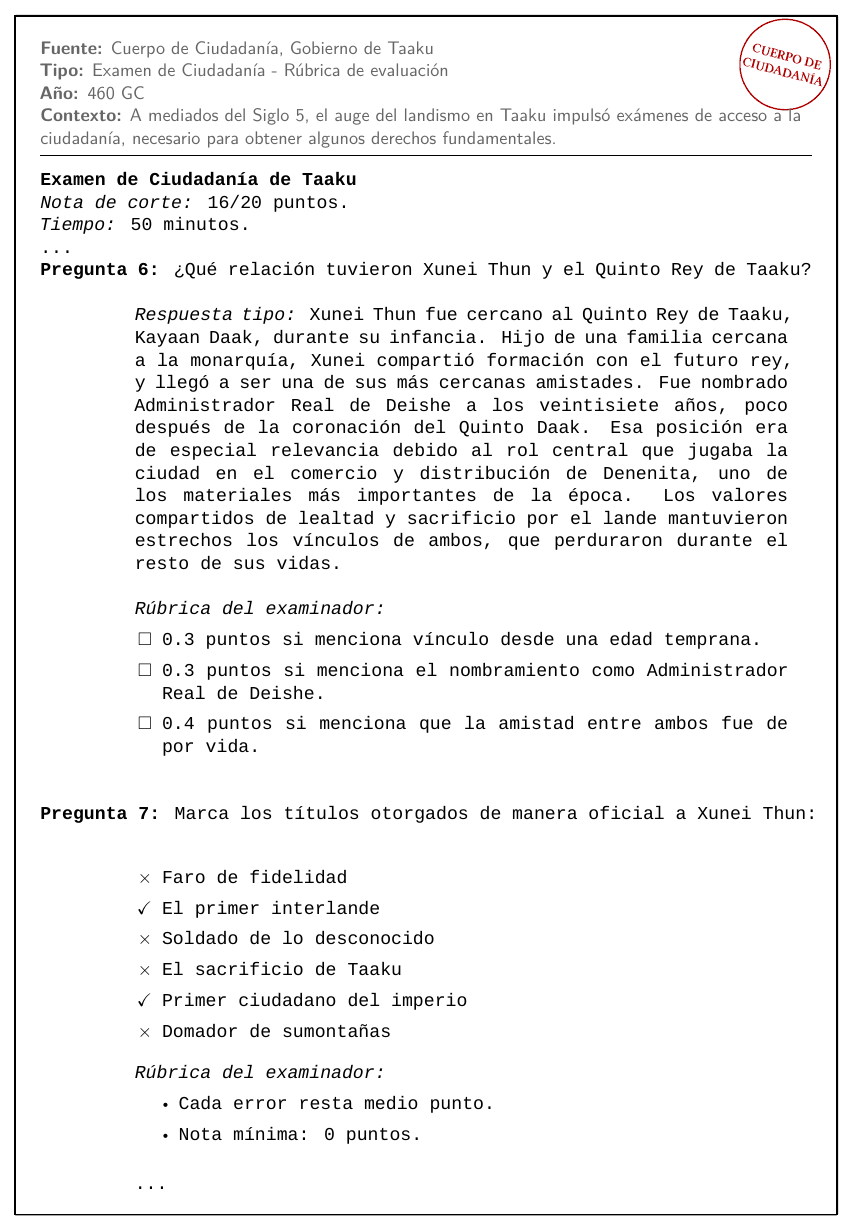 Fuente: Cuerpo de Ciudadanía, Gobierno de Taaku
Tipo: Examen de Ciudadanía - Rúbrica de evaluación
Año: 460 GC
Contexto: A mediados del Siglo 5, el auge del landismo en Taaku impulsó exámenes de acceso a la
ciudadanía, necesario para obtener algunos derechos fundamentales.
CUERPO DE
CIUDADANÍA
Examen de Ciudadanía de Taaku
Nota de corte: 16/20 puntos.
Tiempo: 50 minutos.
...
Pregunta 6: ¿Qué relación tuvieron Xunei Thun y el Quinto Rey de Taaku?
Respuesta tipo: Xunei Thun fue cercano al Quinto Rey de Taaku,
Kayaan Daak, durante su infancia. Hijo de una familia cercana
a la monarquía, Xunei compartió formación con el futuro rey,
y llegó a ser una de sus más cercanas amistades. Fue nombrado
Administrador Real de Deishe a los veintisiete años, poco
después de la coronación del Quinto Daak. Esa posición era
de especial relevancia debido al rol central que jugaba la
ciudad en el comercio y distribución de Denenita, uno de
los materiales más importantes de la época. Los valores
compartidos de lealtad y sacrificio por el lande mantuvieron
estrechos los vínculos de ambos, que perduraron durante el
resto de sus vidas.
Rúbrica del examinador:
☐ 0.3 puntos si menciona vínculo desde una edad temprana.
☐ 0.3 puntos si menciona el nombramiento como Administrador
Real de Deishe.
☐ 0.4 puntos si menciona que la amistad entre ambos fue de
por vida.
Pregunta 7: Marca los títulos otorgados de manera oficial a Xunei Thun:
× Faro de fidelidad
✓ El primer interlande
× Soldado de lo desconocido
× El sacrificio de Taaku
✓ Primer ciudadano del imperio
× Domador de sumontañas
Rúbrica del examinador:
• Cada error resta medio punto.
• Nota mínima: 0 puntos.
...